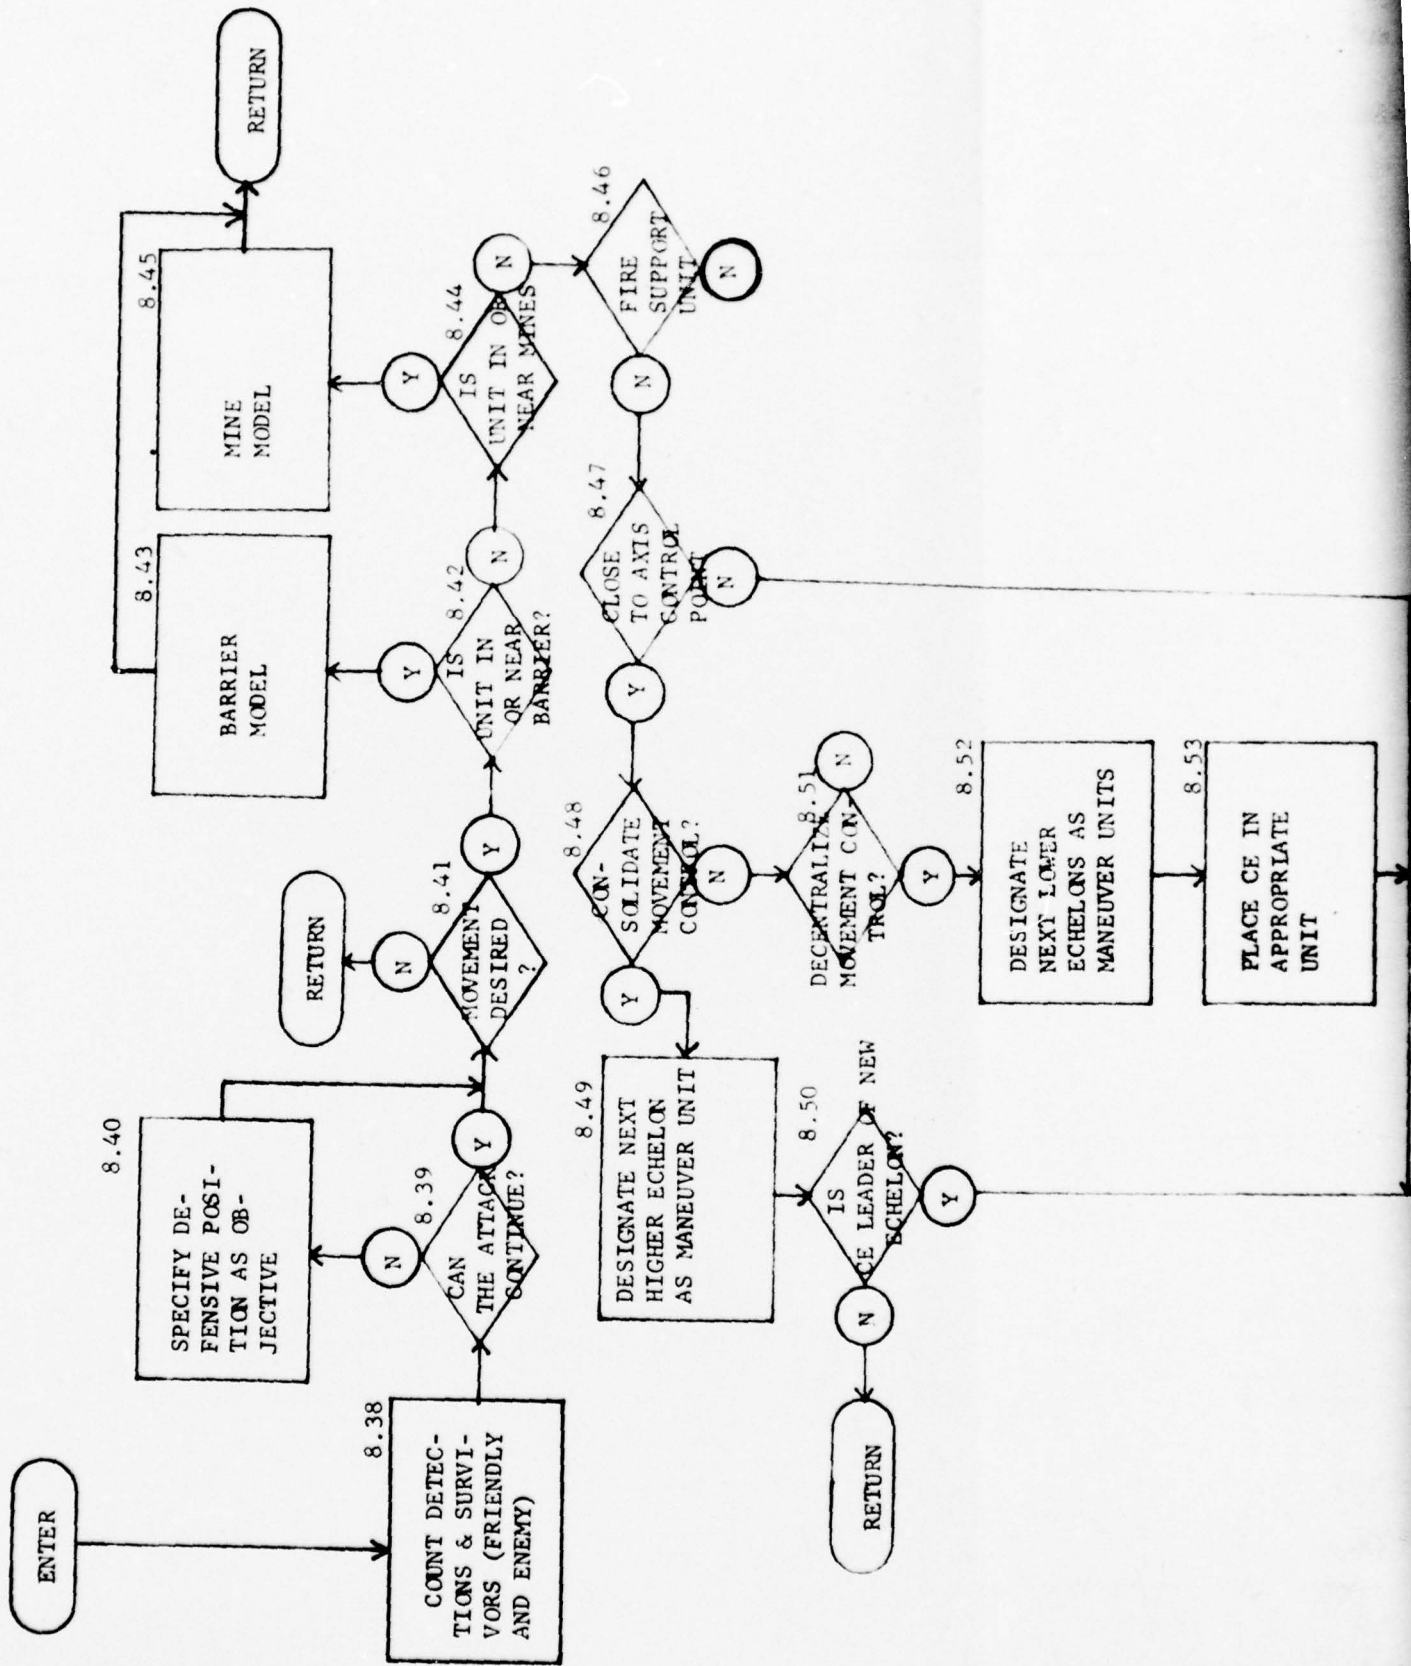 ENTER
8.38
COUNT DETEC-
TIONS & SURVI-
VORS (FRIENDLY
AND ENEMY)
8.39
CAN
THE ATTACK
CONTINUE?
N
Y
8.40
SPECIFY DE-
FENSIVE POSI-
TION AS OB-
JECTIVE
8.41
MOVEMENT
DESIRED
?
N
Y
RETURN
8.42
IS
UNIT IN
OR NEAR
BARRIER?
Y
N
8.43
BARRIER
MODEL
8.44
IS
UNIT IN OR
NEAR MINES
Y
N
8.45
MINE
MODEL
RETURN
8.46
FIRE
SUPPORT
UNIT
N
N
8.47
CLOSE
TO AXIS
CONTROL
POINT
N
Y
8.48
CON-
SOLIDATE
MOVEMENT
CONTROL?
N
Y
8.49
DESIGNATE NEXT
HIGHER ECHELON
AS MANEUVER UNIT
8.50
IS
CE LEADER OF NEW
ECHELON?
Y
N
RETURN
8.51
DECENTRALIZE
MOVEMENT CON-
TROL?
N
Y
8.52
DESIGNATE
NEXT LOWER
ECHELONS AS
MANEUVER UNITS
8.53
PLACE CE IN
APPROPRIATE
UNIT